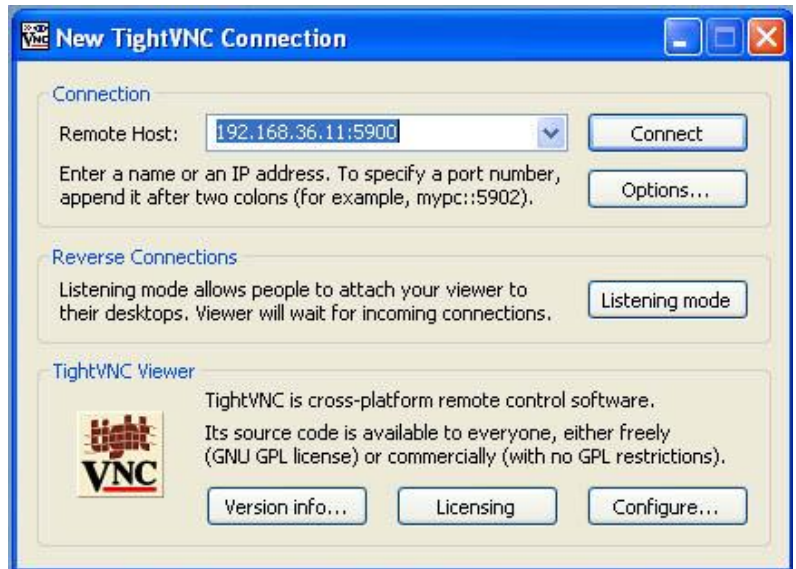 New TightVNC Connection
Connection
Remote Host: 192.168.36.11:5900 Connect
Enter a name or an IP address. To specify a port number,
append it after two colons (for example, mypc::5902).
Options...
Reverse Connections
Listening mode allows people to attach your viewer to
their desktops. Viewer will wait for incoming connections.
Listening mode
TightVNC Viewer
tight
VNC
TightVNC is cross-platform remote control software.
Its source code is available to everyone, either freely
(GNU GPL license) or commercially (with no GPL restrictions).
Version info... Licensing Configure...